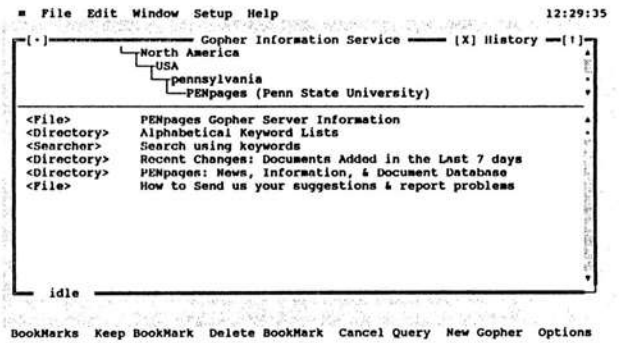 ≡ File Edit Window Setup Help 12:29:35
[·] Gopher Information Service [X] History [↑]
North America
USA
pennsylvania
PENpages (Penn State University)
<File> PENpages Gopher Server Information
<Directory> Alphabetical Keyword Lists
<Searcher> Search using keywords
<Directory> Recent Changes: Documents Added in the Last 7 days
<Directory> PENpages: News, Information, & Document Database
<File> How to Send us your suggestions & report problems
idle
BookMarks Keep BookMark Delete BookMark Cancel Query New Gopher Options